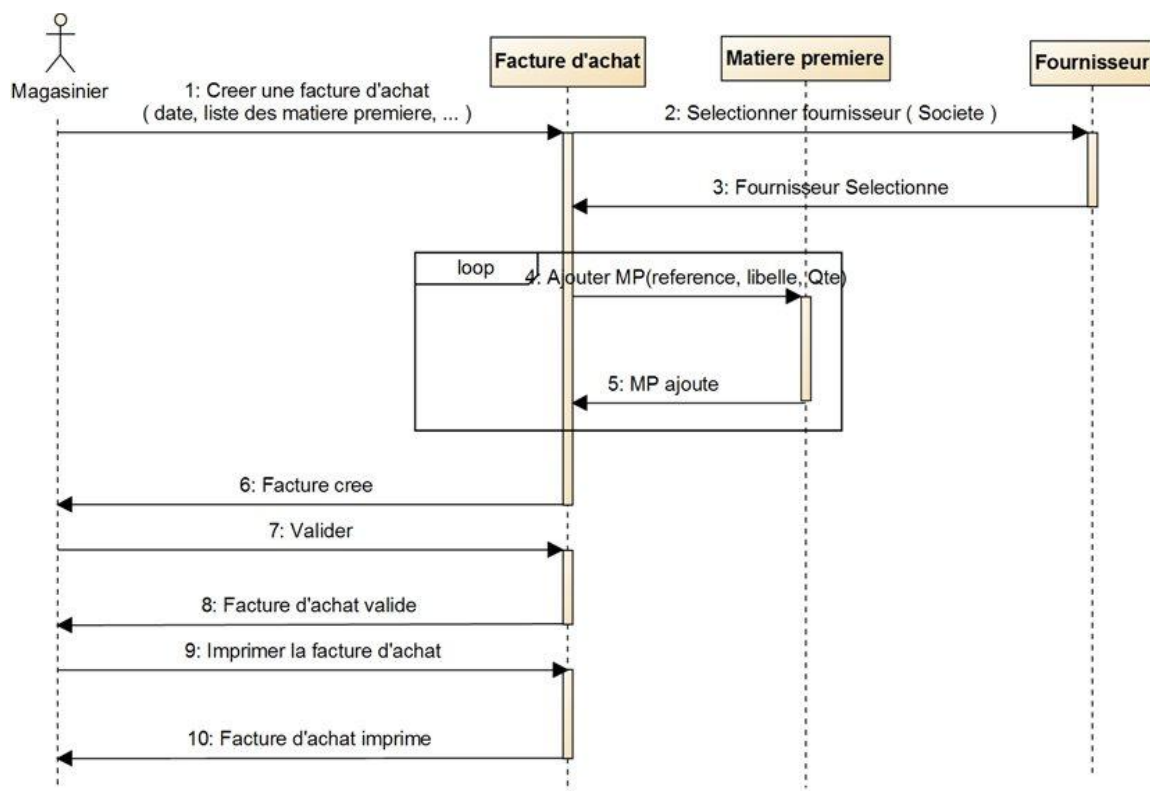 Facture d'achat
Matiere premiere
Fournisseur
Magasinier
1: Creer une facture d'achat
( date, liste des matiere premiere, ... )
2: Selectionner fournisseur ( Societe )
3: Fournisseur Selectionne
loop
4: Ajouter MP(reference, libelle, Qte)
5: MP ajoute
6: Facture cree
7: Valider
8: Facture d'achat valide
9: Imprimer la facture d'achat
10: Facture d'achat imprime